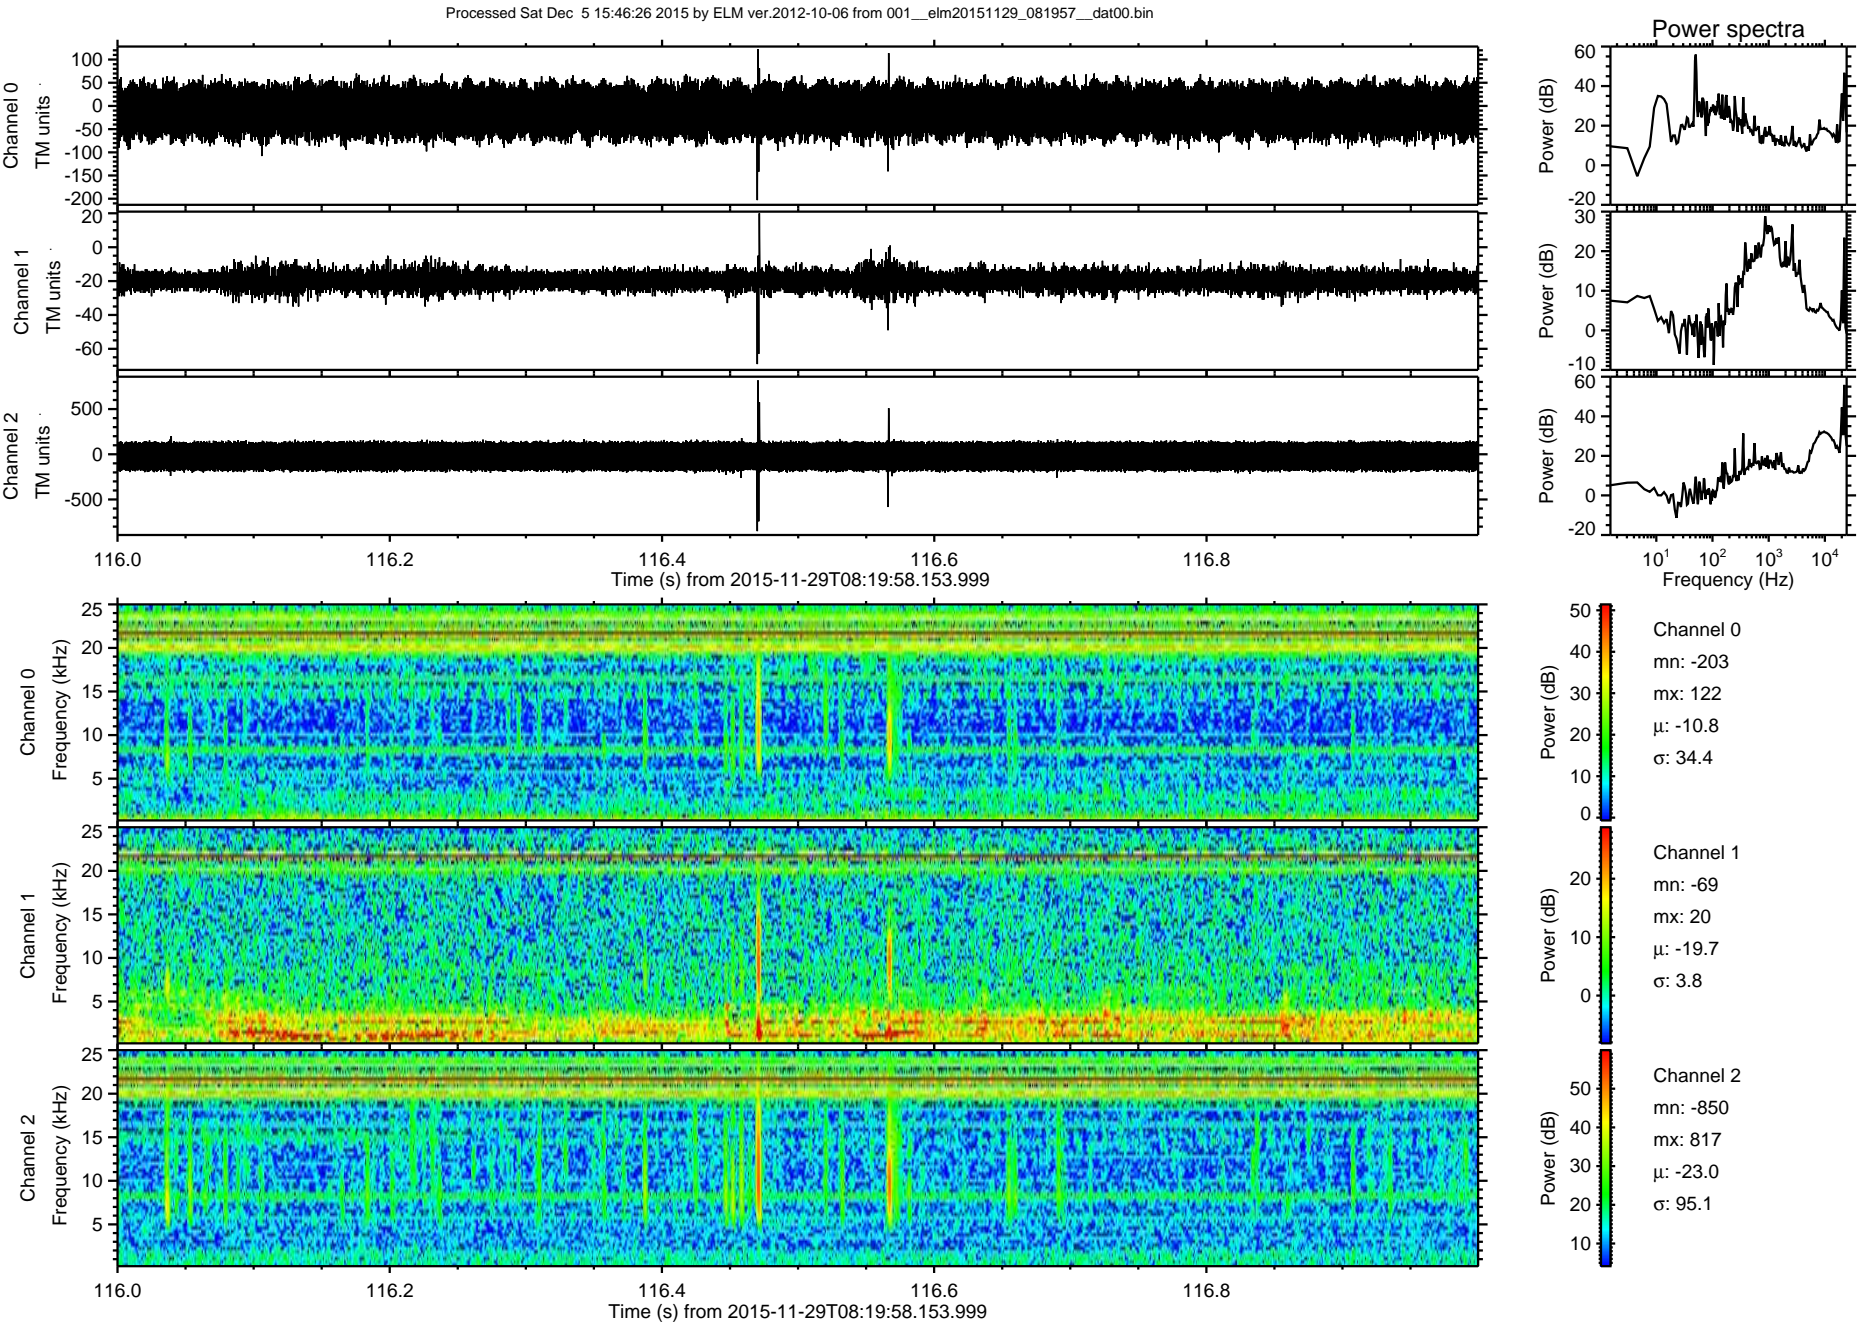 Processed Sat Dec  5 15:46:26 2015 by ELM ver.2012-10-06 from 001__elm20151129_081957__dat00.bin
Power spectra
Channel 0
TM units
100
50
0
-50
-100
-150
-200
Power (dB)
60
40
20
0
-20
Channel 1
TM units
20
0
-20
-40
-60
Power (dB)
30
20
10
0
-10
Channel 2
TM units
500
0
-500
Power (dB)
60
40
20
0
-20
116.0 116.2 116.4 116.6 116.8
Time (s) from 2015-11-29T08:19:58.153.999
10^1 10^2 10^3 10^4
Frequency (Hz)
Channel 0
Frequency (kHz)
25
20
15
10
5
Power (dB)
50
40
30
20
10
0
Channel 0
mn: -203
mx: 122
μ: -10.8
σ: 34.4
Channel 1
Frequency (kHz)
25
20
15
10
5
Power (dB)
20
10
0
Channel 1
mn: -69
mx: 20
μ: -19.7
σ: 3.8
Channel 2
Frequency (kHz)
25
20
15
10
5
Power (dB)
50
40
30
20
10
Channel 2
mn: -850
mx: 817
μ: -23.0
σ: 95.1
116.0 116.2 116.4 116.6 116.8
Time (s) from 2015-11-29T08:19:58.153.999